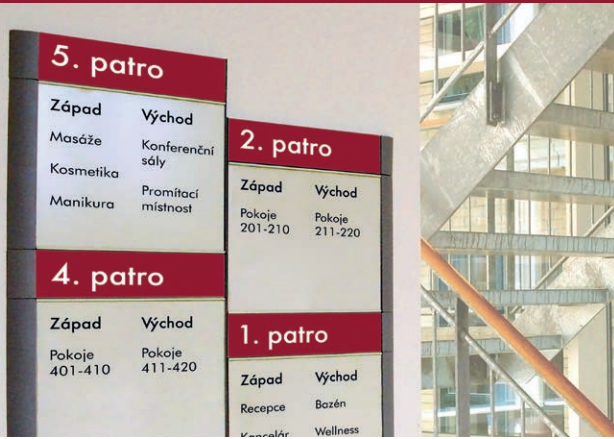 5. patro
Západ Východ
Masáže Konferenční
sály
Kosmetika
Promítací
Manikura místnost
4. patro
Západ Východ
Pokoje Pokoje
401-410 411-420
2. patro
Západ Východ
Pokoje Pokoje
201-210 211-220
1. patro
Západ Východ
Recepce Bazén
Kancelář Wellness